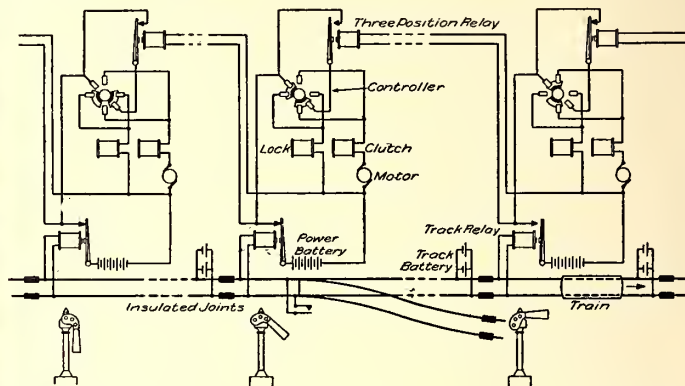 Three Position Relay
Controller
Lock
Clutch
Motor
Track Relay
Power
Battery
Track
Battery
Insulated Joints
Train